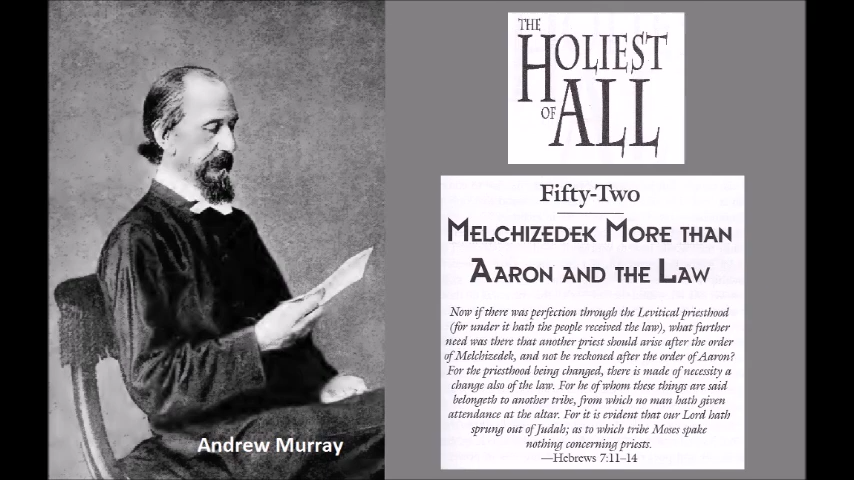 THE
HOLIEST
OF ALL
Fifty-Two
MELCHIZEDEK MORE THAN
AARON AND THE LAW
Now if there was perfection through the Levitical priesthood
(for under it hath the people received the law), what further
need was there that another priest should arise after the order
of Melchizedek, and not be reckoned after the order of Aaron?
For the priesthood being changed, there is made of necessity a
change also of the law. For he of whom these things are said
belongeth to another tribe, from which no man hath given
attendance at the altar. For it is evident that our Lord hath
sprung out of Judah; as to which tribe Moses spake
nothing concerning priests.
—Hebrews 7:11–14
Andrew Murray